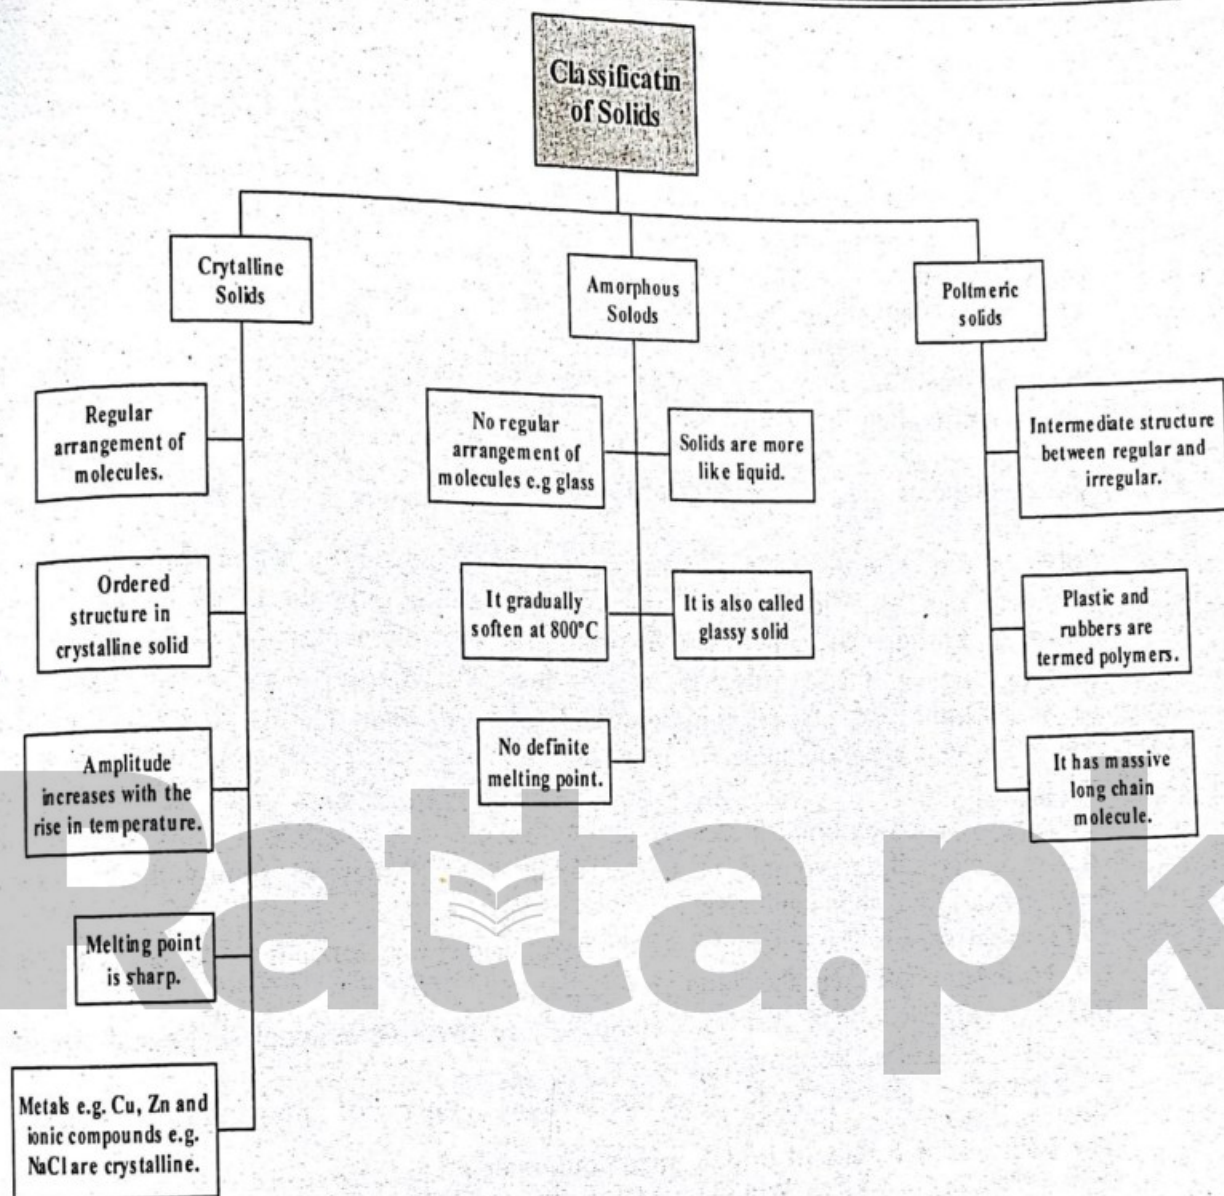 Classificatin
of Solids
Crytalline
Solids
Regular
arrangement of
molecules.
Ordered
structure in
crystalline solid
Amplitude
increases with the
rise in temperature.
Melting point
is sharp.
Metals e.g. Cu, Zn and
ionic compounds e.g.
NaCl are crystalline.
Amorphous
Solods
No regular
arrangement of
molecules e.g glass
Solids are more
like liquid.
It gradually
soften at 800°C
It is also called
glassy solid
No definite
melting point.
Poltmeric
solids
Intermediate structure
between regular and
irregular.
Plastic and
rubbers are
termed polymers.
It has massive
long chain
molecule.
Ratta.pk